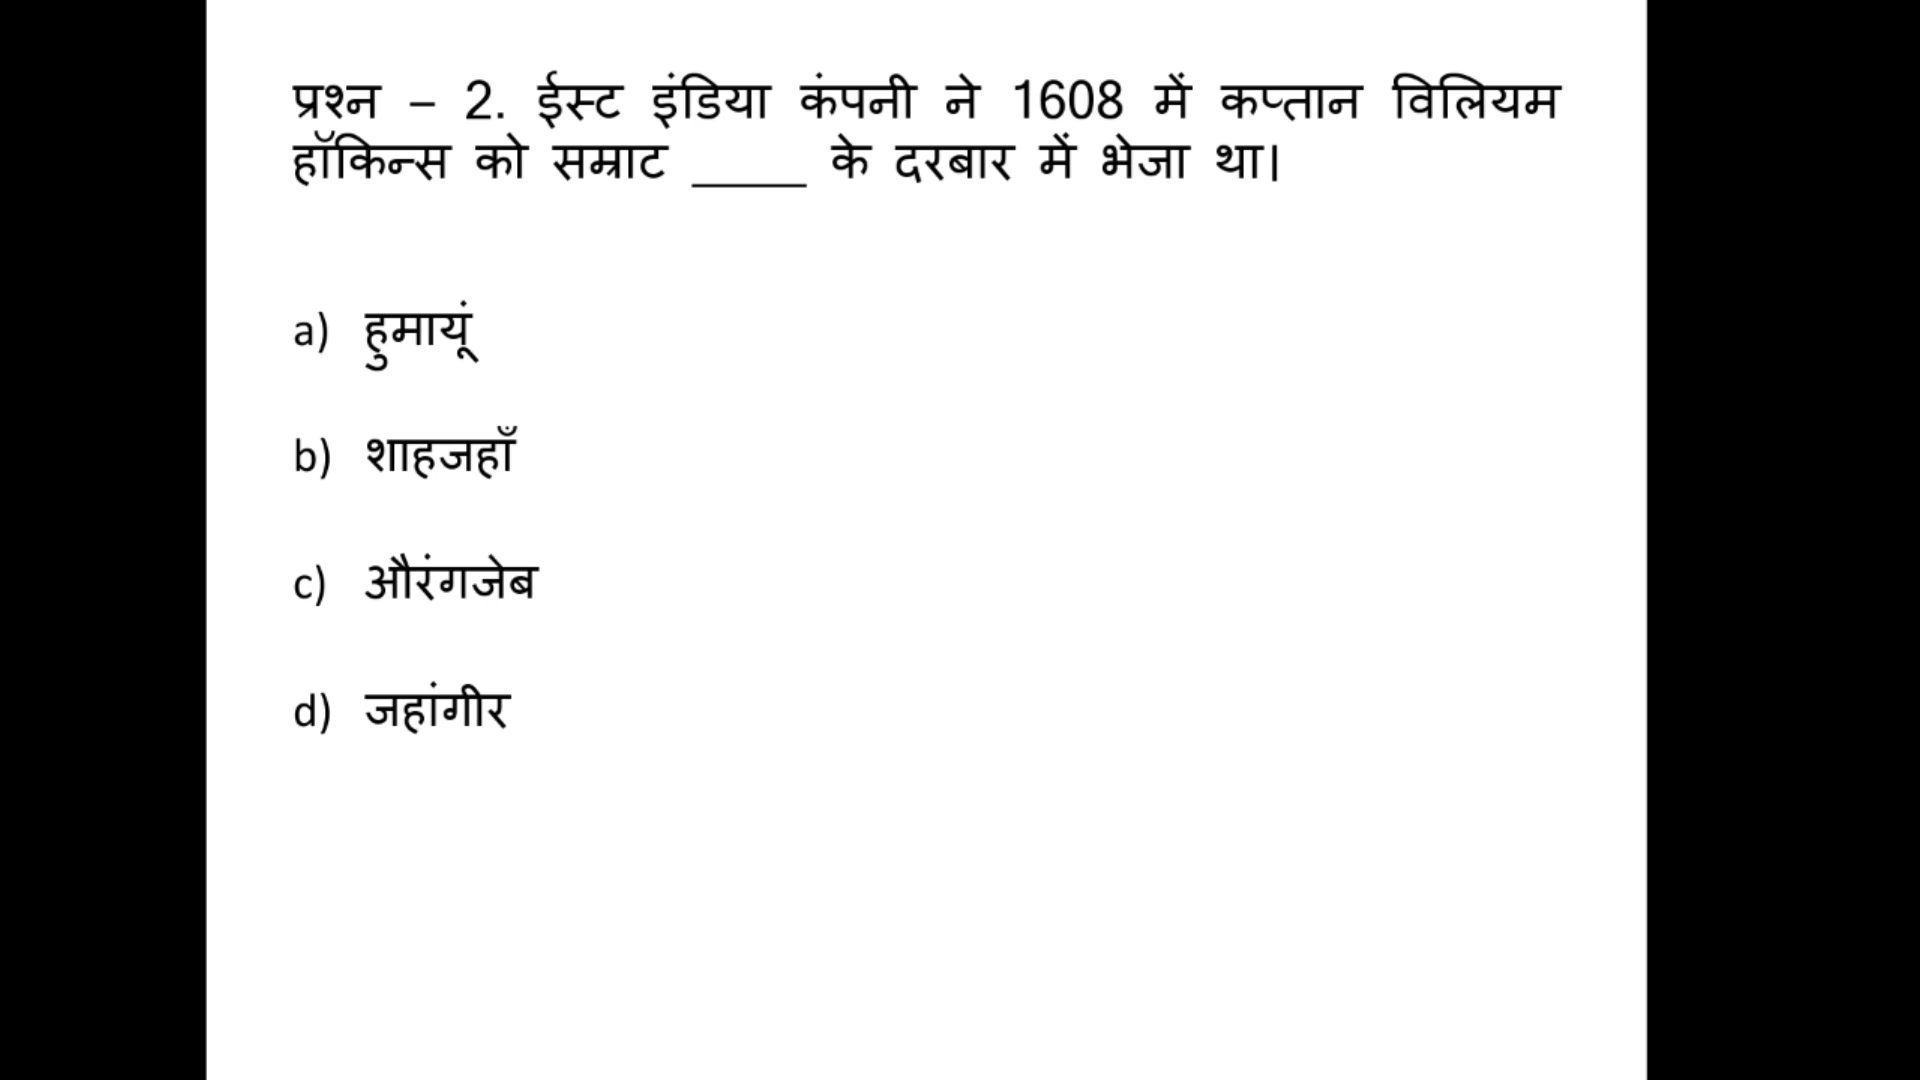 प्रश्न – 2. ईस्ट इंडिया कंपनी ने 1608 में कप्तान विलियम
हॉकिन्स को सम्राट _____ के दरबार में भेजा था।
a) हुमायूं
b) शाहजहाँ
c) औरंगजेब
d) जहांगीर